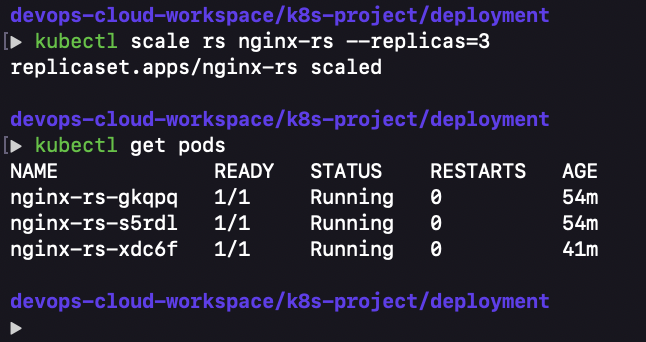 devops-cloud-workspace/k8s-project/deployment
kubectl scale rs nginx-rs --replicas=3
replicaset.apps/nginx-rs scaled
devops-cloud-workspace/k8s-project/deployment
kubectl get pods
NAME READY STATUS RESTARTS AGE
nginx-rs-gkqpq 1/1 Running 0 54m
nginx-rs-s5rdl 1/1 Running 0 54m
nginx-rs-xdc6f 1/1 Running 0 41m
devops-cloud-workspace/k8s-project/deployment